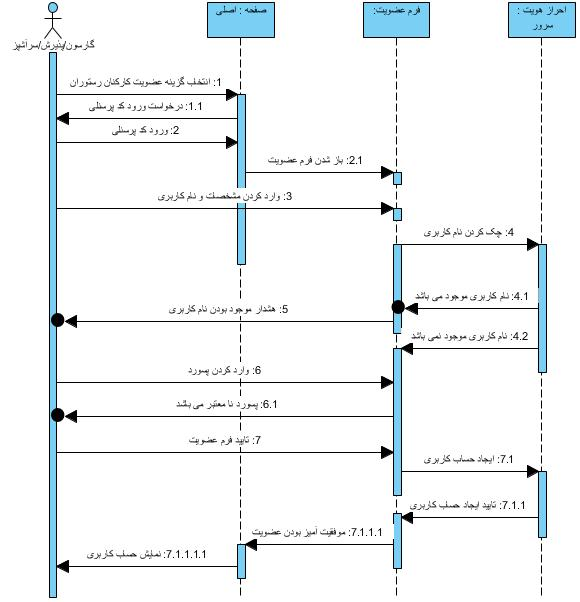 صفحه : اصلی
فرم عضویت:
احراز هویت :
سرور
گارسون/پذیرش/سرآشپز
1: انتخاب گزینه عضویت کارکنان رستوران
1.1: درخواست ورود کد پرسنلی
2: ورود کد پرسنلی
2.1: باز شدن فرم عضویت
3: وارد کردن مشخصات و نام کاربری
4: چک کردن نام کاربری
4.1: نام کاربری موجود می باشد
5: هشدار موجود بودن نام کاربری
4.2: نام کاربری موجود نمی باشد
6: وارد کردن پسورد
6.1: پسورد نا معتبر می باشد
7: تایید فرم عضویت
7.1: ایجاد حساب کاربری
7.1.1: تایید ایجاد حساب کاربری
7.1.1.1: موفقیت آمیز بودن عضویت
7.1.1.1.1: نمایش حساب کاربری